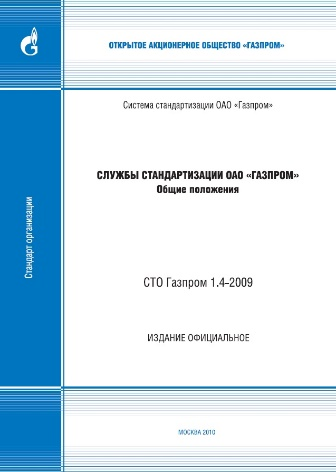 ОТКРЫТОЕ АКЦИОНЕРНОЕ ОБЩЕСТВО «ГАЗПРОМ»
Система стандартизации ОАО «Газпром»
СЛУЖБЫ СТАНДАРТИЗАЦИИ ОАО «ГАЗПРОМ»
Общие положения
Стандарт организации
СТО Газпром 1.4-2009
ИЗДАНИЕ ОФИЦИАЛЬНОЕ
МОСКВА 2010